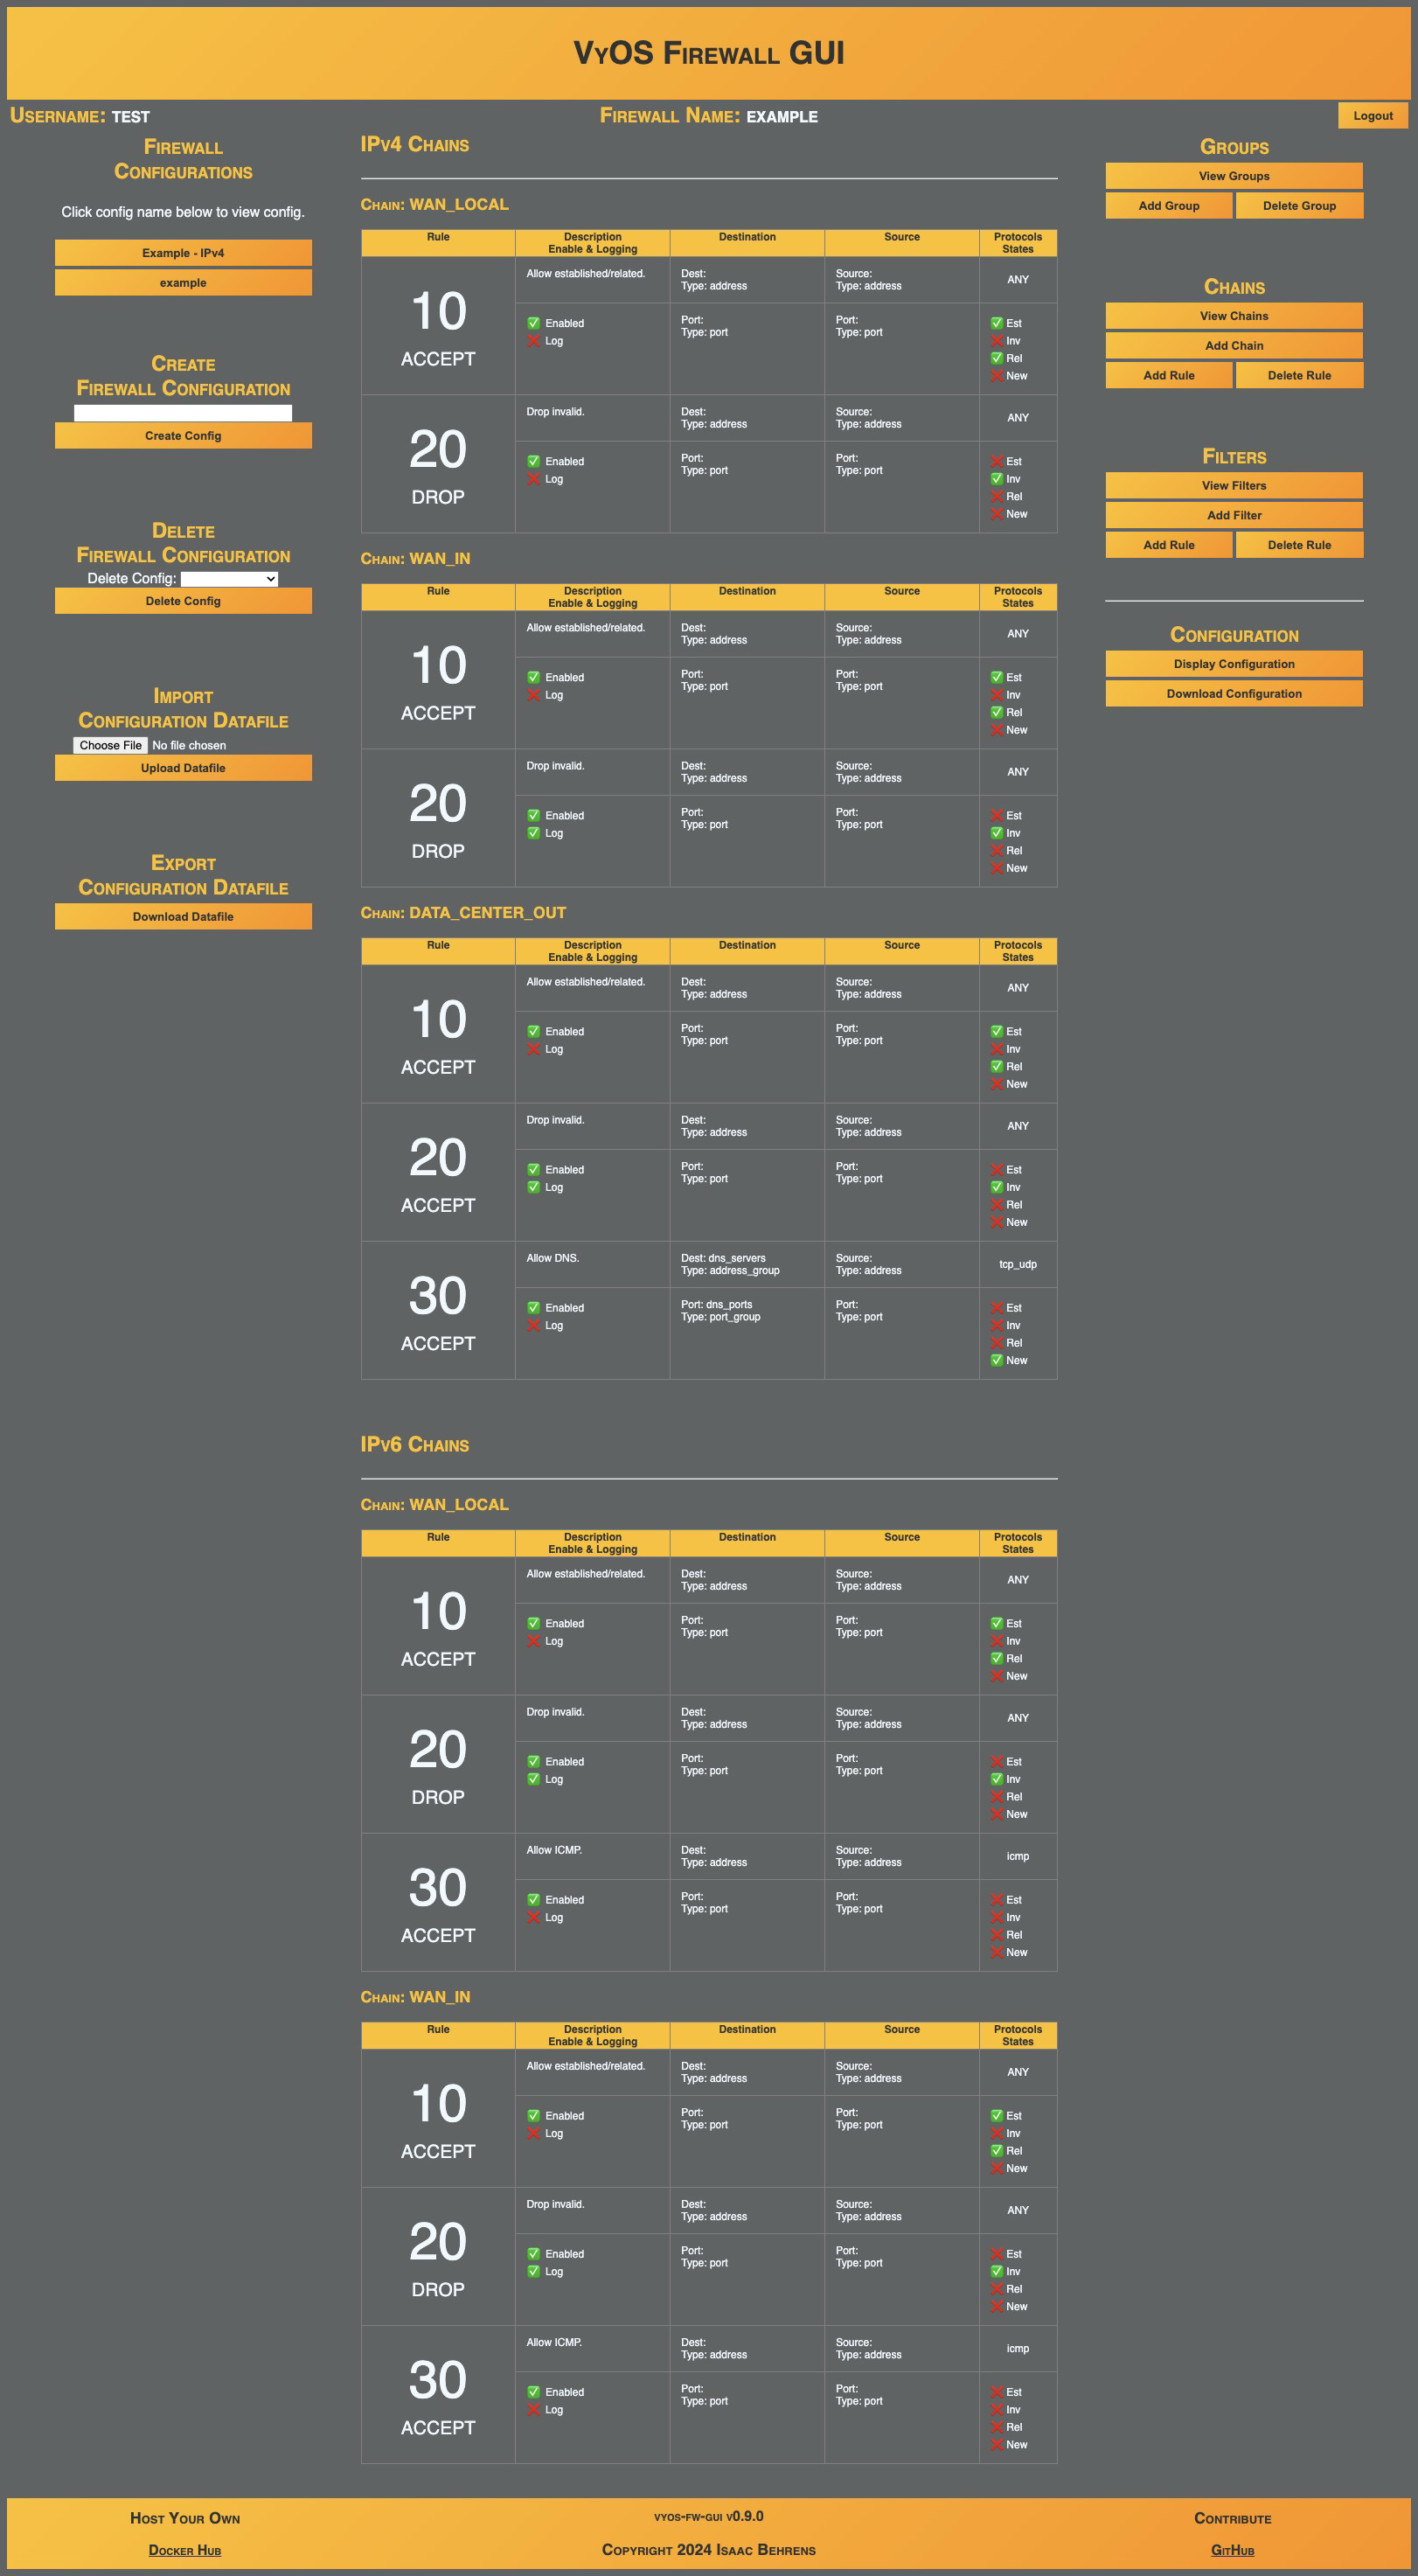 VyOS Firewall GUI
Username: test
Firewall Name: example
Logout
Firewall
Configurations
Click config name below to view config.
Example - IPv4
example
Create
Firewall Configuration
Create Config
Delete
Firewall Configuration
Delete Config:
Delete Config
Import
Configuration Datafile
Choose File No file chosen
Upload Datafile
Export
Configuration Datafile
Download Datafile
IPv4 Chains
Chain: WAN_LOCAL
Rule
Description
Enable & Logging
Destination
Source
Protocols
States
10
ACCEPT
Allow established/related.
Dest:
Type: address
Source:
Type: address
ANY
✅ Enabled
❌ Log
Port:
Type: port
Port:
Type: port
✅ Est
❌ Inv
✅ Rel
❌ New
20
DROP
Drop invalid.
Dest:
Type: address
Source:
Type: address
ANY
✅ Enabled
❌ Log
Port:
Type: port
Port:
Type: port
❌ Est
✅ Inv
❌ Rel
❌ New
Chain: WAN_IN
Rule
Description
Enable & Logging
Destination
Source
Protocols
States
10
ACCEPT
Allow established/related.
Dest:
Type: address
Source:
Type: address
ANY
✅ Enabled
❌ Log
Port:
Type: port
Port:
Type: port
✅ Est
❌ Inv
✅ Rel
❌ New
20
DROP
Drop invalid.
Dest:
Type: address
Source:
Type: address
ANY
✅ Enabled
✅ Log
Port:
Type: port
Port:
Type: port
❌ Est
✅ Inv
❌ Rel
❌ New
Chain: DATA_CENTER_OUT
Rule
Description
Enable & Logging
Destination
Source
Protocols
States
10
ACCEPT
Allow established/related.
Dest:
Type: address
Source:
Type: address
ANY
✅ Enabled
❌ Log
Port:
Type: port
Port:
Type: port
✅ Est
❌ Inv
✅ Rel
❌ New
20
ACCEPT
Drop invalid.
Dest:
Type: address
Source:
Type: address
ANY
✅ Enabled
✅ Log
Port:
Type: port
Port:
Type: port
❌ Est
✅ Inv
❌ Rel
❌ New
30
ACCEPT
Allow DNS.
Dest: dns_servers
Type: address_group
Source:
Type: address
tcp_udp
✅ Enabled
❌ Log
Port: dns_ports
Type: port_group
Port:
Type: port
❌ Est
❌ Inv
❌ Rel
✅ New
IPv6 Chains
Chain: WAN_LOCAL
Rule
Description
Enable & Logging
Destination
Source
Protocols
States
10
ACCEPT
Allow established/related.
Dest:
Type: address
Source:
Type: address
ANY
✅ Enabled
❌ Log
Port:
Type: port
Port:
Type: port
✅ Est
❌ Inv
✅ Rel
❌ New
20
DROP
Drop invalid.
Dest:
Type: address
Source:
Type: address
ANY
✅ Enabled
✅ Log
Port:
Type: port
Port:
Type: port
❌ Est
✅ Inv
❌ Rel
❌ New
30
ACCEPT
Allow ICMP.
Dest:
Type: address
Source:
Type: address
icmp
✅ Enabled
❌ Log
Port:
Type: port
Port:
Type: port
❌ Est
❌ Inv
❌ Rel
❌ New
Chain: WAN_IN
Rule
Description
Enable & Logging
Destination
Source
Protocols
States
10
ACCEPT
Allow established/related.
Dest:
Type: address
Source:
Type: address
ANY
✅ Enabled
❌ Log
Port:
Type: port
Port:
Type: port
✅ Est
❌ Inv
✅ Rel
❌ New
20
DROP
Drop invalid.
Dest:
Type: address
Source:
Type: address
ANY
✅ Enabled
✅ Log
Port:
Type: port
Port:
Type: port
❌ Est
✅ Inv
❌ Rel
❌ New
30
ACCEPT
Allow ICMP.
Dest:
Type: address
Source:
Type: address
icmp
✅ Enabled
❌ Log
Port:
Type: port
Port:
Type: port
❌ Est
❌ Inv
❌ Rel
❌ New
Groups
View Groups
Add Group
Delete Group
Chains
View Chains
Add Chain
Add Rule
Delete Rule
Filters
View Filters
Add Filter
Add Rule
Delete Rule
Configuration
Display Configuration
Download Configuration
Host Your Own
Docker Hub
vyos-fw-gui v0.9.0
Copyright 2024 Isaac Behrens
Contribute
GitHub